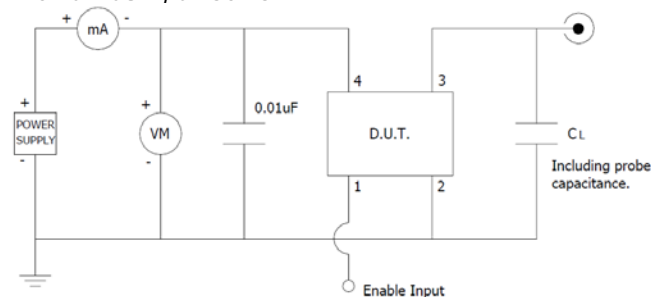 + mA -
4 3
+ POWER SUPPLY -
+ VM -
0.01uF
D.U.T.
CL
Including probe
capacitance.
1 2
Enable Input